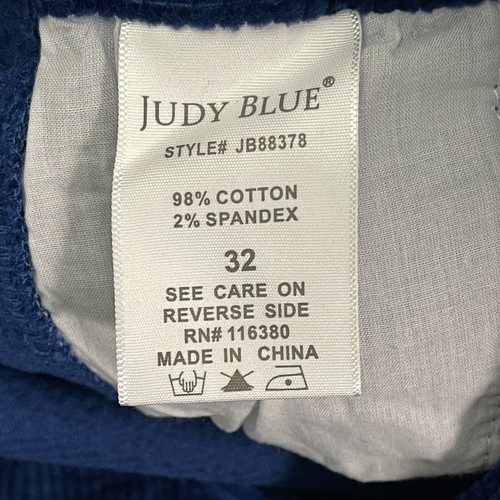 JUDY BLUE®
STYLE# JB88378
98% COTTON
2% SPANDEX
32
SEE CARE ON
REVERSE SIDE
RN# 116380
MADE IN CHINA